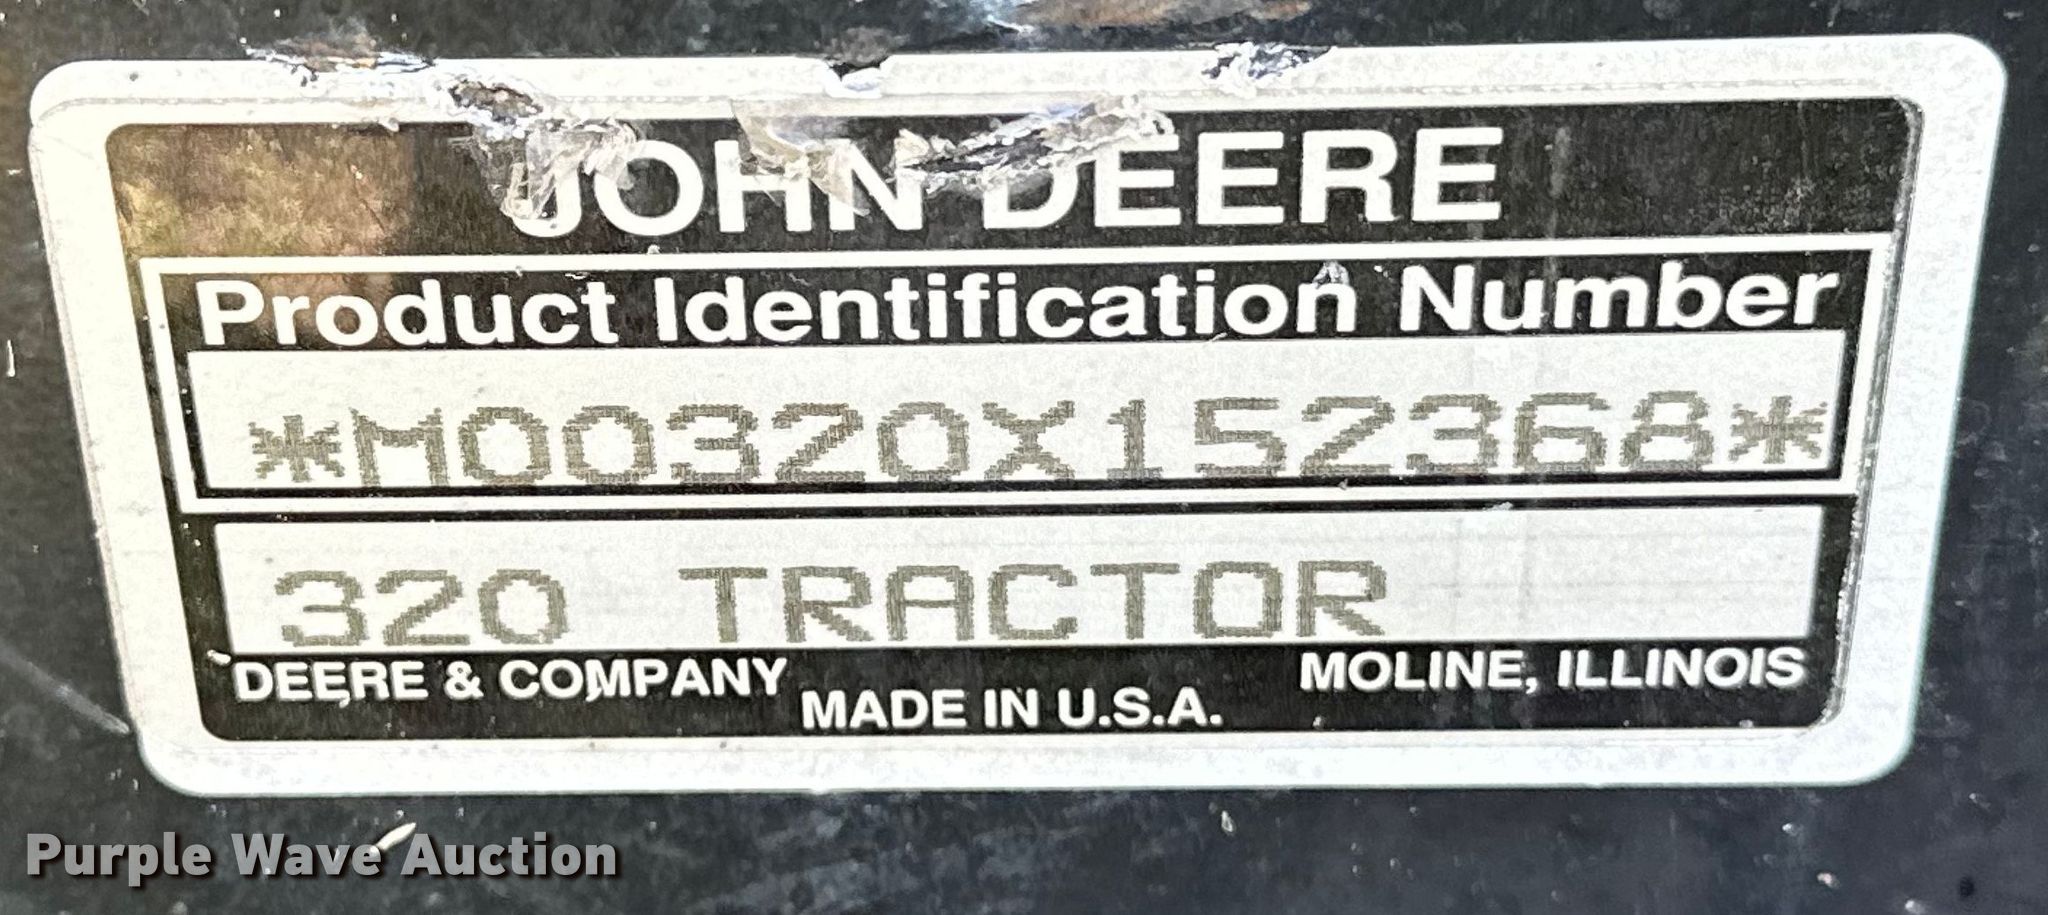 JOHN DEERE
Product Identification Number
*M00320X152368*
320 TRACTOR
DEERE & COMPANY
MOLINE, ILLINOIS
MADE IN U.S.A.
Purple Wave Auction